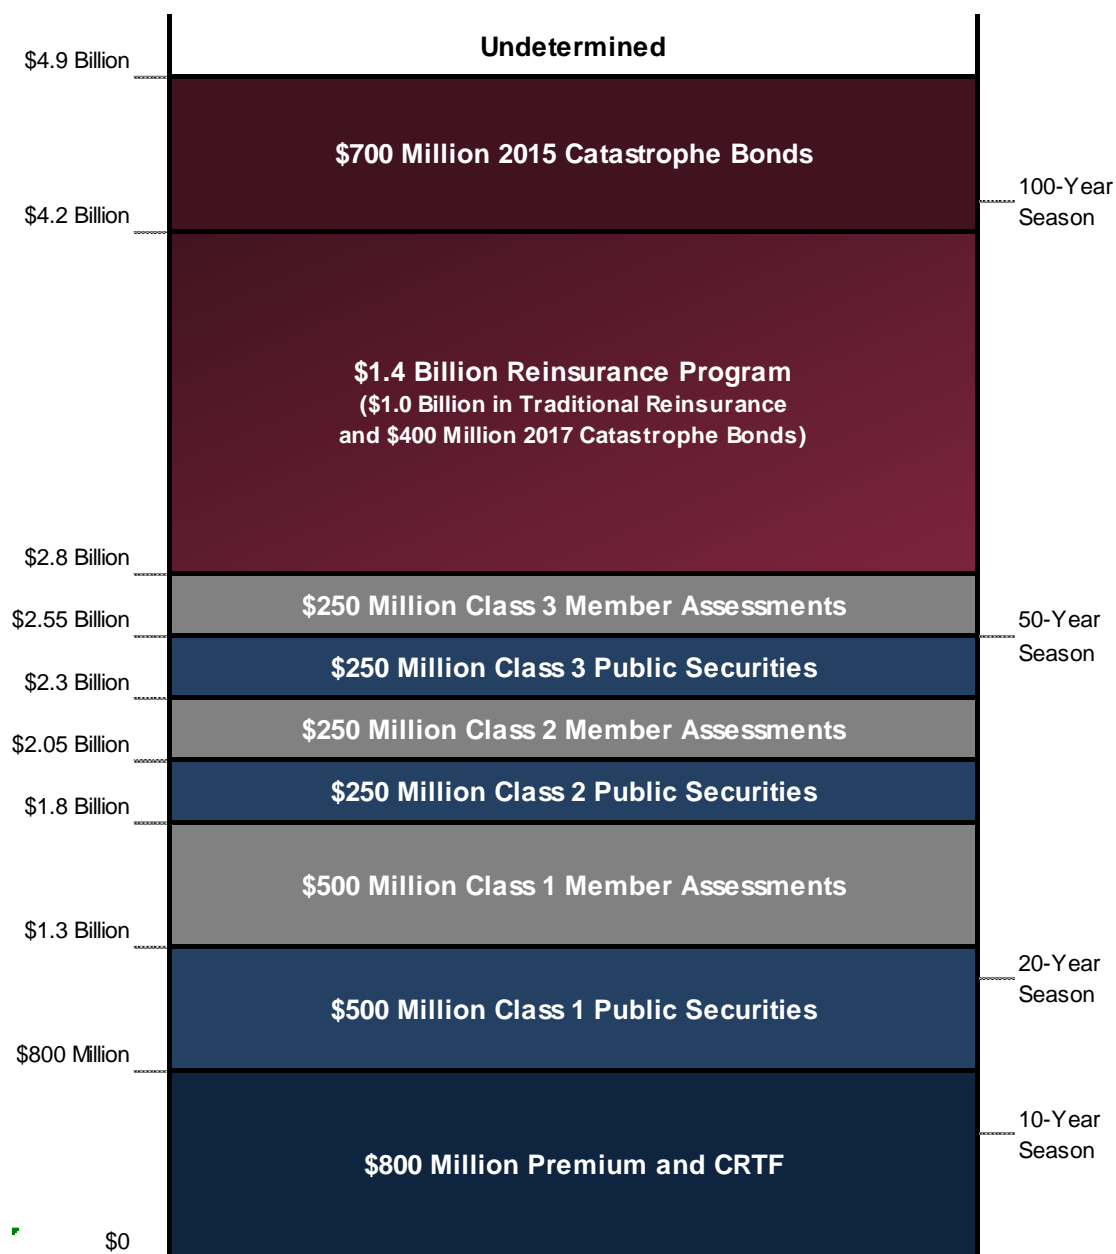 Undetermined
$4.9 Billion
$700 Million 2015 Catastrophe Bonds
100-Year
Season
$4.2 Billion
$1.4 Billion Reinsurance Program
($1.0 Billion in Traditional Reinsurance
and $400 Million 2017 Catastrophe Bonds)
$2.8 Billion
$250 Million Class 3 Member Assessments
$2.55 Billion
50-Year
Season
$250 Million Class 3 Public Securities
$2.3 Billion
$250 Million Class 2 Member Assessments
$2.05 Billion
$250 Million Class 2 Public Securities
$1.8 Billion
$500 Million Class 1 Member Assessments
$1.3 Billion
20-Year
Season
$500 Million Class 1 Public Securities
$800 Million
10-Year
Season
$800 Million Premium and CRTF
$0